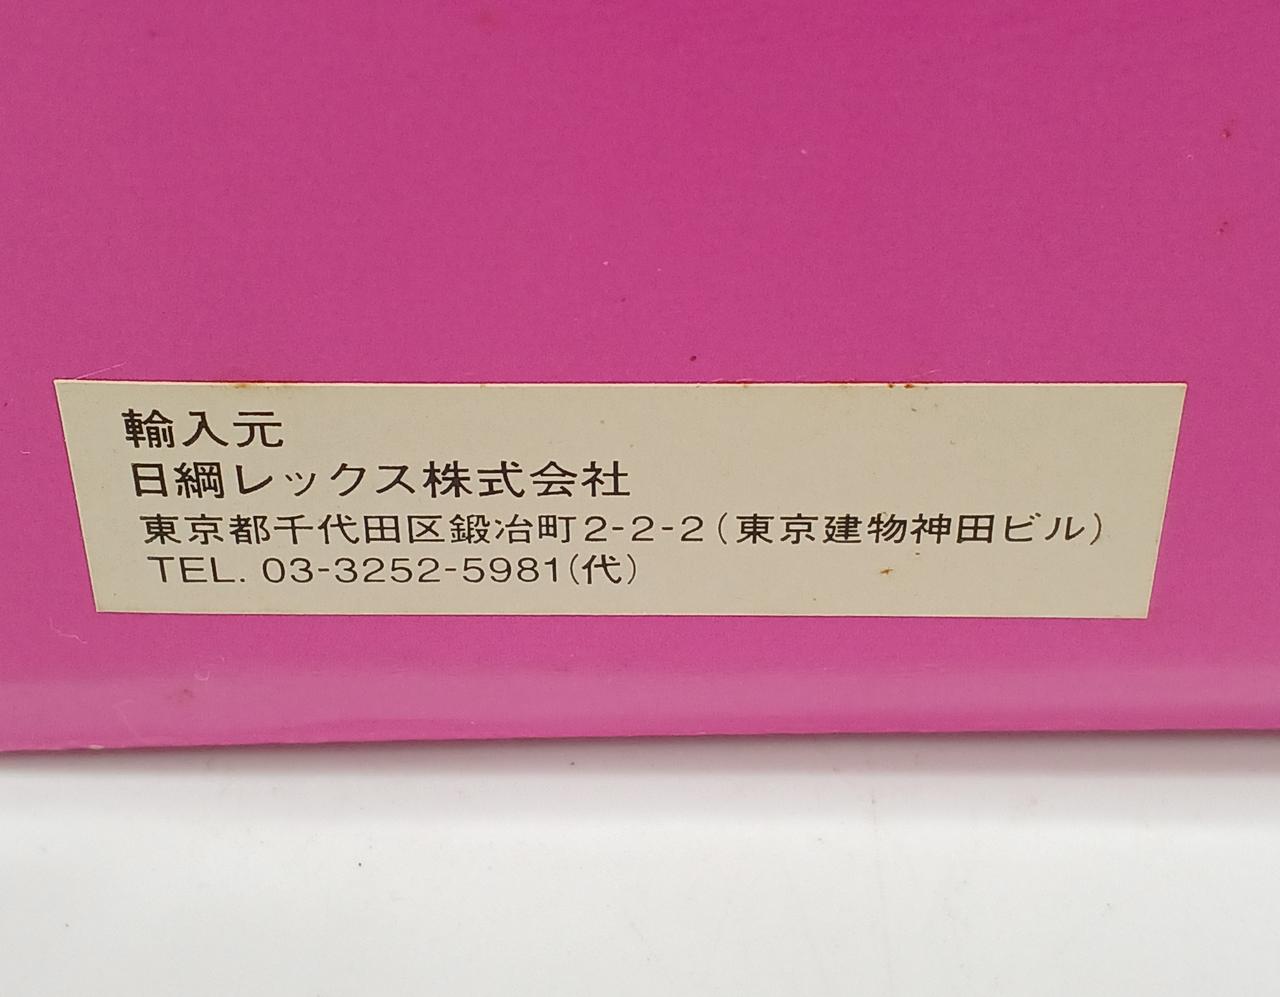 輸入元
日綱レックス株式会社
東京都千代田区鍛冶町2-2-2(東京建物神田ビル)
TEL. 03-3252-5981(代)